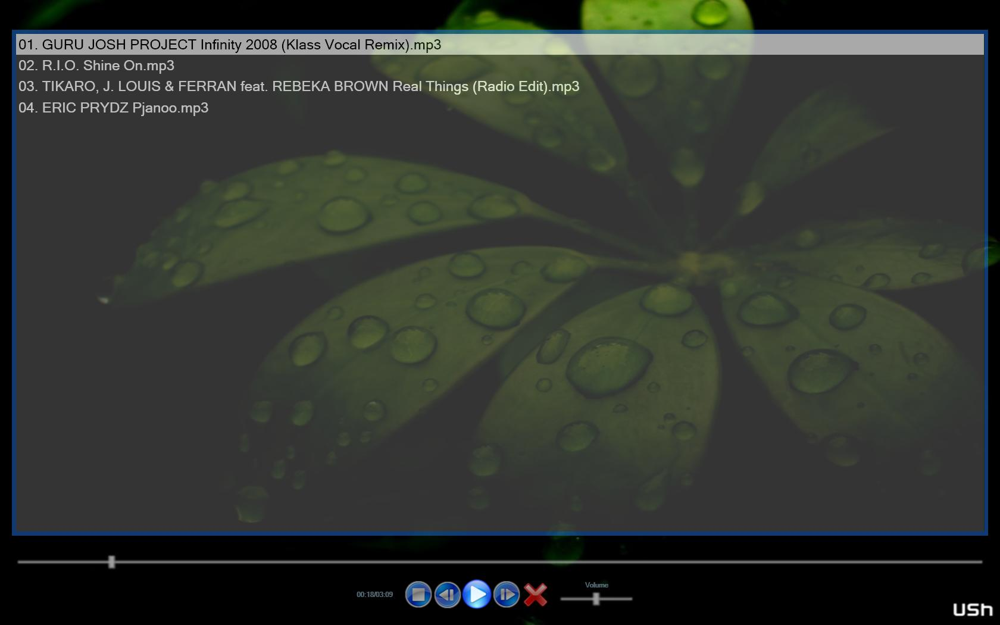 01. GURU JOSH PROJECT Infinity 2008 (Klass Vocal Remix).mp3
02. R.I.O. Shine On.mp3
03. TIKARO, J. LOUIS & FERRAN feat. REBEKA BROWN Real Things (Radio Edit).mp3
04. ERIC PRYDZ Pjanoo.mp3
Volume
00:18/03:09
USh